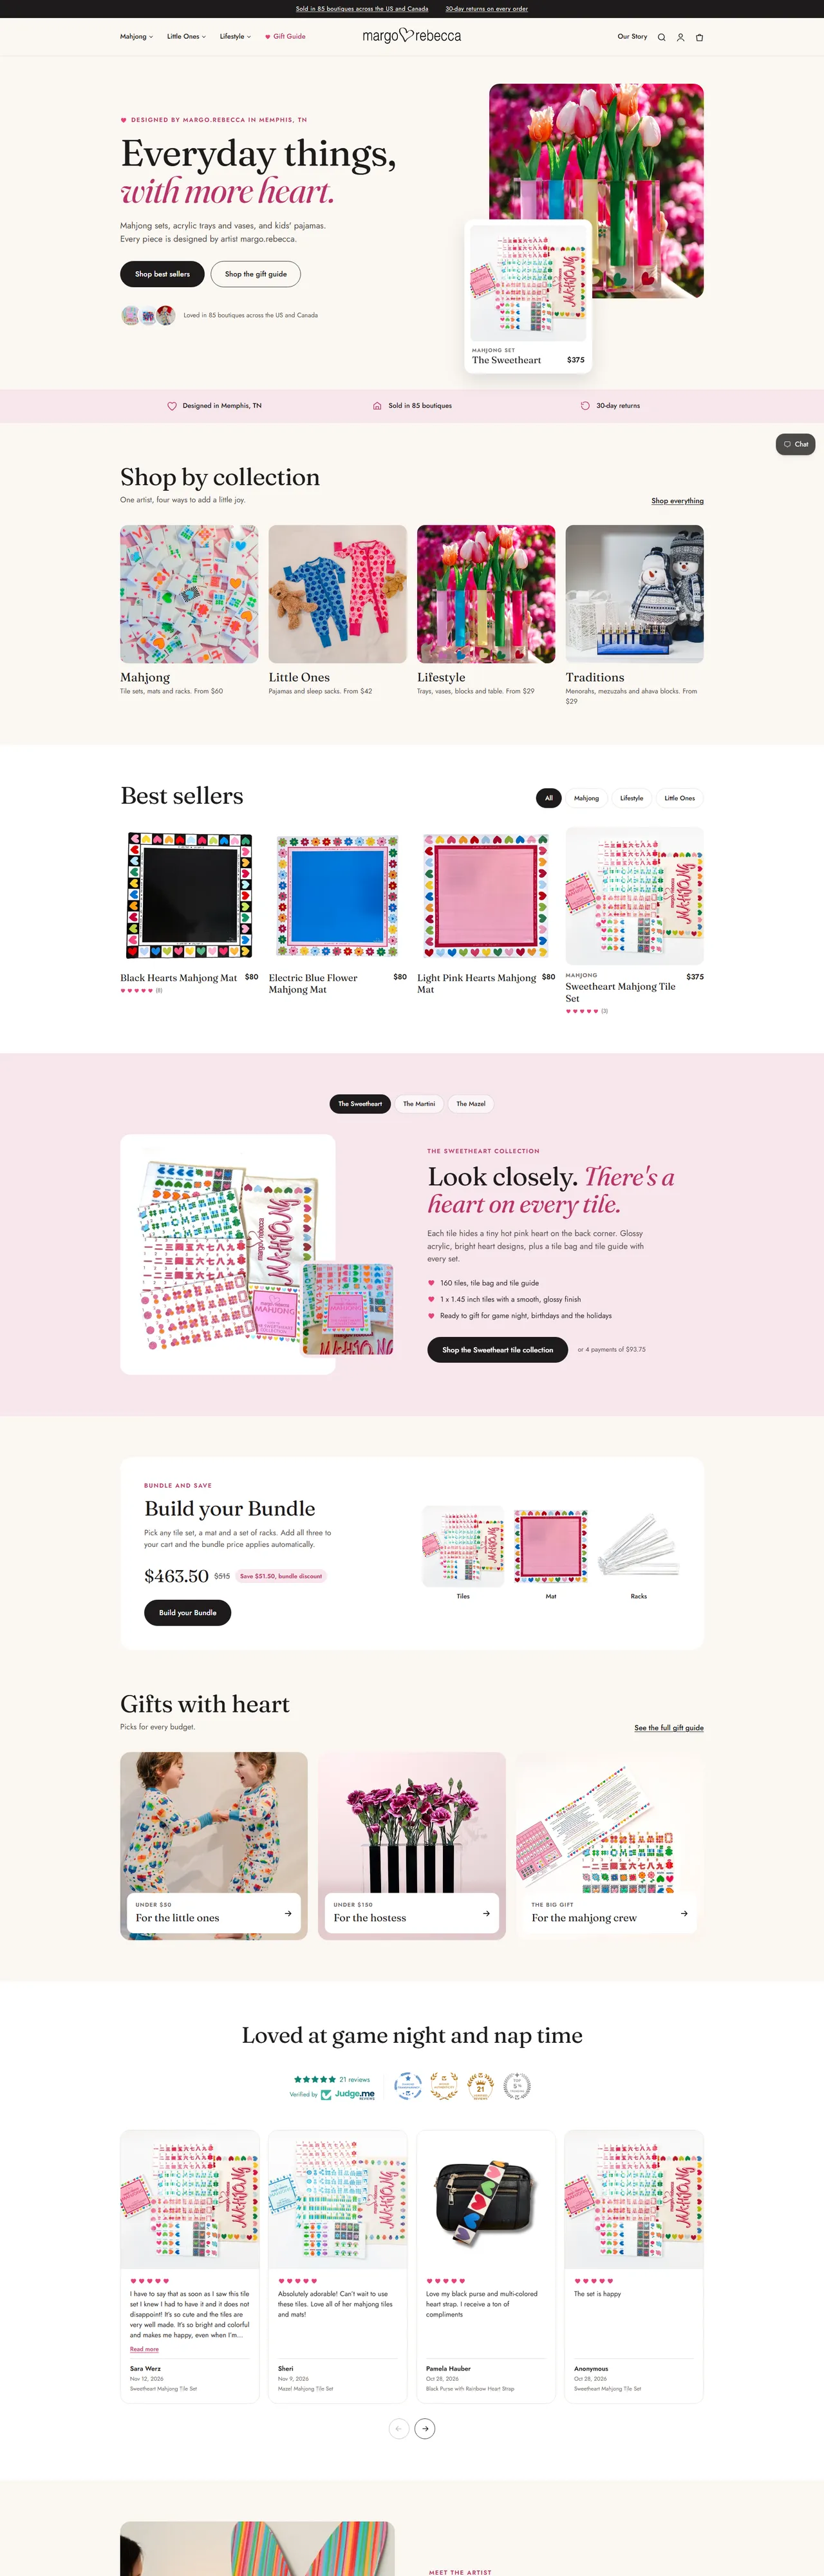 Sold in 85 boutiques across the US and Canada
30-day returns on every order
Mahjong
Little Ones
Lifestyle
Gift Guide
margo rebecca
Our Story
DESIGNED BY MARGO.REBECCA IN MEMPHIS, TN
Everyday things,
with more heart.
Mahjong sets, acrylic trays and vases, and kids' pajamas.
Every piece is designed by artist margo.rebecca.
Shop best sellers
Shop the gift guide
Loved in 85 boutiques across the US and Canada
MAHJONG
MAHJONG SET
The Sweetheart
$375
Designed in Memphis, TN
Sold in 85 boutiques
30-day returns
Chat
Shop by collection
One artist, four ways to add a little joy.
Shop everything
Mahjong
Tile sets, mats and racks. From $60
Little Ones
Pajamas and sleep sacks. From $42
Lifestyle
Trays, vases, blocks and table. From $29
Traditions
Menorahs, mezuzahs and ahava blocks. From
$29
Best sellers
All
Mahjong
Lifestyle
Little Ones
Black Hearts Mahjong Mat
$80
(8)
Electric Blue Flower
Mahjong Mat
$80
Light Pink Hearts Mahjong
Mat
$80
MAHJONG
MAHJONG
Sweetheart Mahjong Tile
Set
$375
(3)
The Sweetheart
The Martini
The Mazel
margo.rebecca
MAHJONG
MAHJONG
THE SWEETHEART COLLECTION
Look closely. There's a
heart on every tile.
Each tile hides a tiny hot pink heart on the back corner. Glossy
acrylic, bright heart designs, plus a tile bag and tile guide with
every set.
160 tiles, tile bag and tile guide
1 x 1.45 inch tiles with a smooth, glossy finish
Ready to gift for game night, birthdays and the holidays
Shop the Sweetheart tile collection
or 4 payments of $93.75
BUNDLE AND SAVE
Build your Bundle
Pick any tile set, a mat and a set of racks. Add all three to
your cart and the bundle price applies automatically.
$463.50
$515
Save $51.50, bundle discount
Build your Bundle
Tiles
Mat
Racks
Gifts with heart
Picks for every budget.
See the full gift guide
UNDER $50
For the little ones
UNDER $150
For the hostess
THE BIG GIFT
For the mahjong crew
Loved at game night and nap time
21 reviews
Verified by
Judge.me
21
TOP
MAHJONG
MAHJONG
I have to say that as soon as I saw this tile
set I knew I had to have it and it does not
disappoint! It's so cute and the tiles are
very well made. It's so bright and colorful
and makes me happy, even when I'm...
Read more
Sara Werz
Nov 12, 2026
Sweetheart Mahjong Tile Set
Absolutely adorable! Can't wait to use
these tiles. Love all of her mahjong tiles
and mats!
Sheri
Nov 9, 2026
Mazel Mahjong Tile Set
Love my black purse and multi-colored
heart strap. I receive a ton of
compliments
Pamela Hauber
Oct 28, 2026
Black Purse with Rainbow Heart Strap
MAHJONG
The set is happy
Anonymous
Oct 28, 2026
Sweetheart Mahjong Tile Set
MEET THE ARTIST